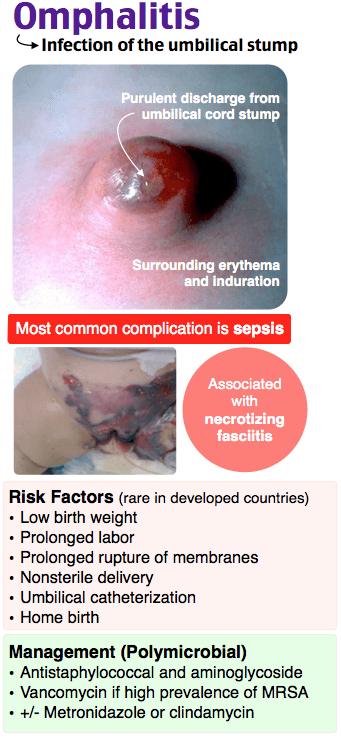 Omphalitis
Infection of the umbilical stump
Purulent discharge from
umbilical cord stump
Surrounding erythema
and induration
Most common complication is sepsis
Associated
with
necrotizing
fasciitis
Risk Factors (rare in developed countries)
• Low birth weight
• Prolonged labor
• Prolonged rupture of membranes
• Nonsterile delivery
• Umbilical catheterization
• Home birth
Management (Polymicrobial)
• Antistaphylococcal and aminoglycoside
• Vancomycin if high prevalence of MRSA
• +/- Metronidazole or clindamycin